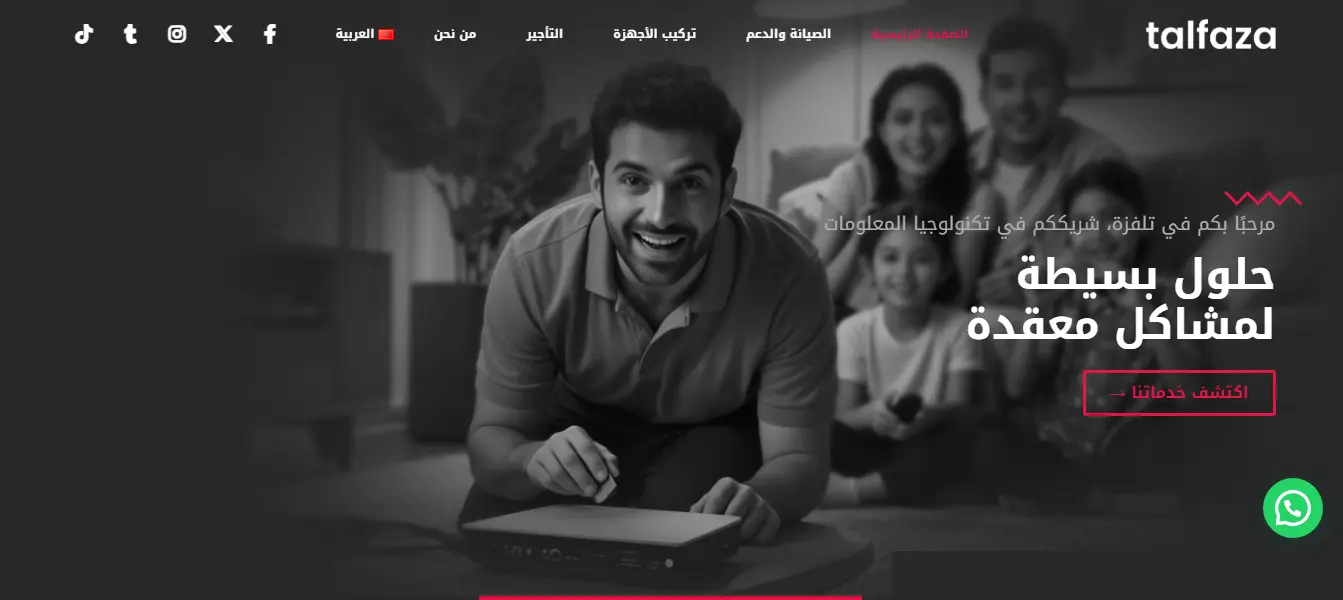 talfaza
الصفحة الرئيسية
الصيانة والدعم
تركيب الأجهزة
التأجير
من نحن
العربية
مرحبًا بكم في تلفزة، شريككم في تكنولوجيا المعلومات
حلول بسيطة
لمشاكل معقدة
اكتشف خدماتنا →